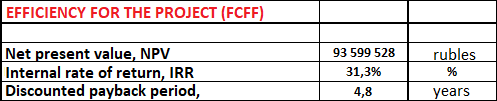 EFFICIENCY FOR THE PROJECT (FCFF)
Net present value, NPV 93 599 528 rubles
Internal rate of return, IRR 31,3% %
Discounted payback period, 4,8 years